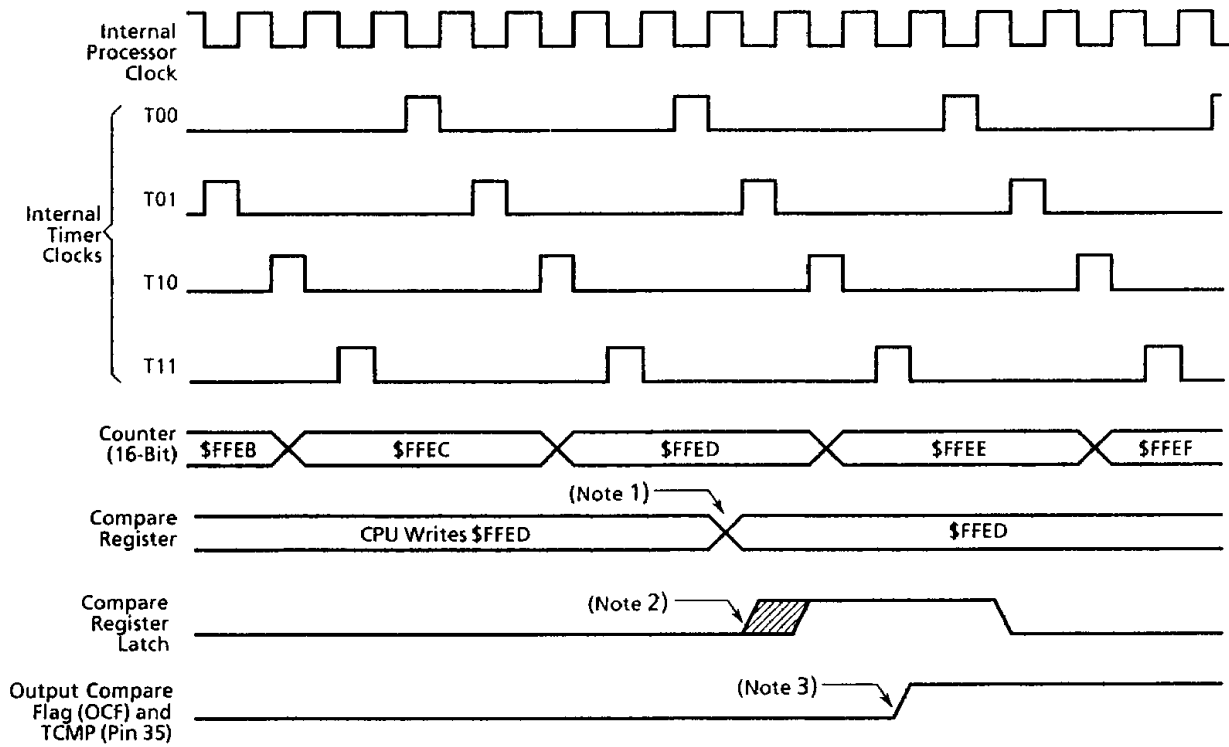 Internal
Processor
Clock
T00
T01
Internal
Timer
Clocks
T10
T11
Counter
(16-Bit)
$FFEB
$FFEC
$FFED
$FFEE
$FFEF
(Note 1)
Compare
Register
CPU Writes $FFED
$FFED
Compare
Register
Latch
(Note 2)
Output Compare
Flag (OCF) and
TCMP (Pin 35)
(Note 3)